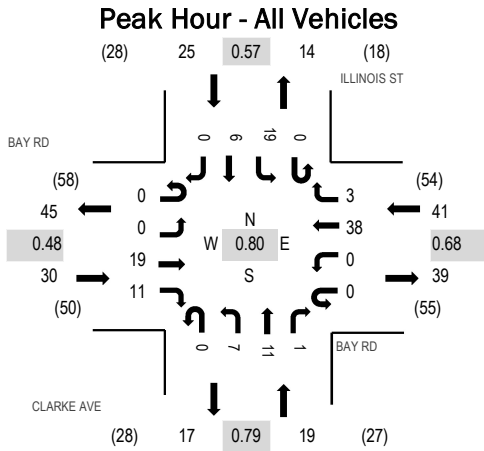 Peak Hour - All Vehicles
(28) 25 0.57 14 (18)
ILLINOIS ST
BAY RD
0 6 19 0
(58) (54)
45 0 3 41
0 N 38
0.48 W 0.80 E 0.68
19 S 0
30 11 0 39
(50) (55)
0 7 11 1
BAY RD
CLARKE AVE
(28) 17 0.79 19 (27)